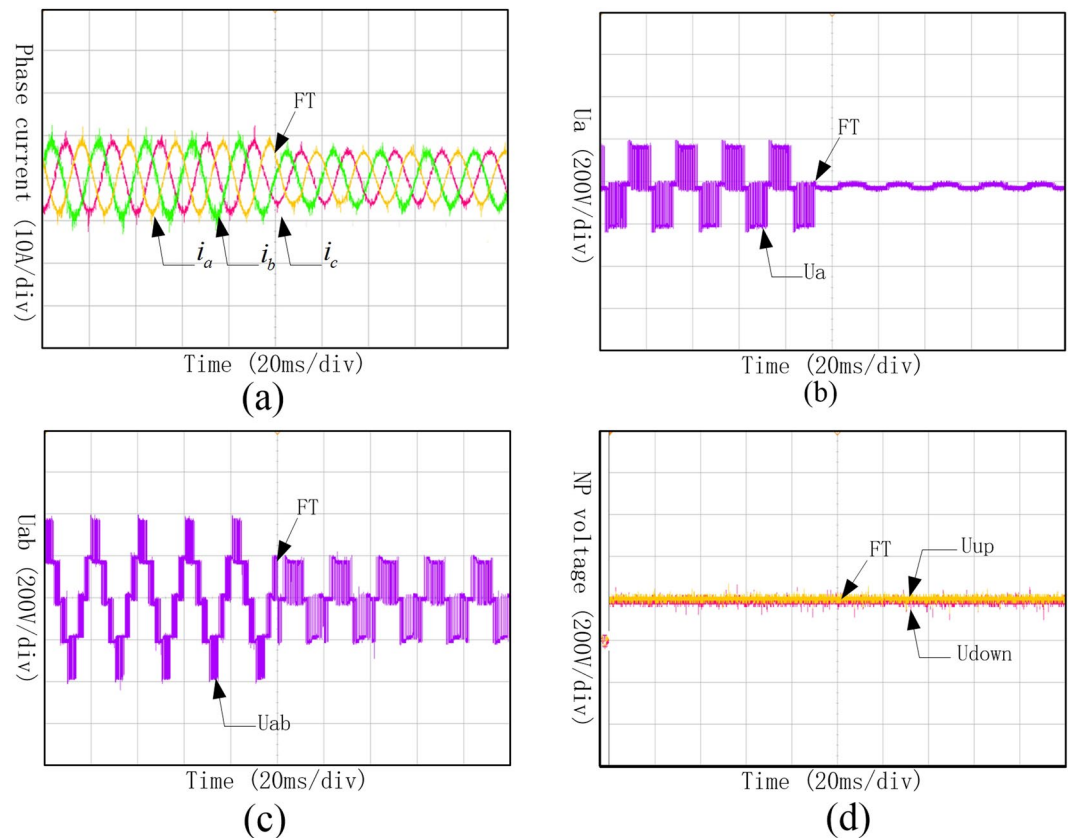 Phase current (10A/div)
FT
i_a
i_b
i_c
Time (20ms/div)
(a)
Ua (200V/div)
FT
Ua
Time (20ms/div)
(b)
Uab (200V/div)
FT
Uab
Time (20ms/div)
(c)
NP voltage (200V/div)
FT
Uup
Udown
Time (20ms/div)
(d)